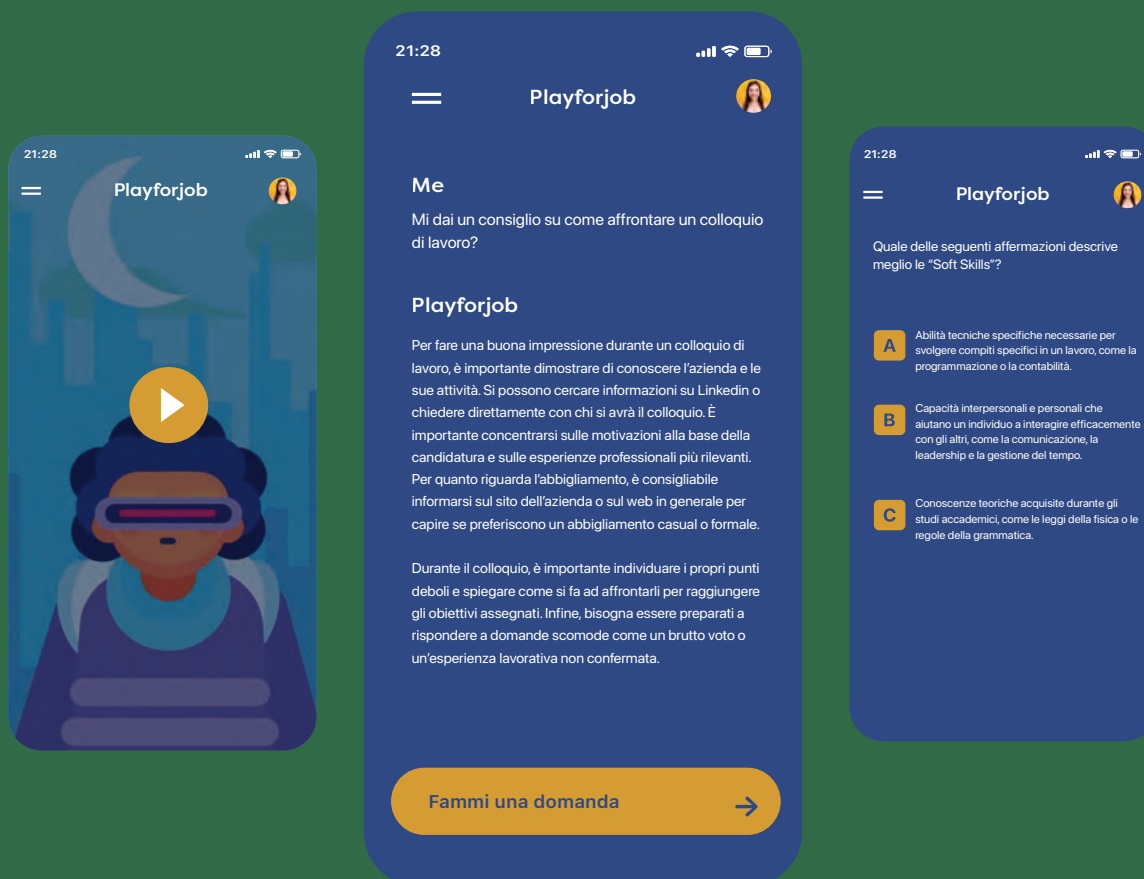 21:28
Playforjob
21:28
Playforjob
Me
Mi dai un consiglio su come affrontare un colloquio
di lavoro?
Playforjob
Per fare una buona impressione durante un colloquio di
lavoro, è importante dimostrare di conoscere l'azienda e le
sue attività. Si possono cercare informazioni su Linkedin o
chiedere direttamente con chi si avrà il colloquio. È
importante concentrarsi sulle motivazioni alla base della
candidatura e sulle esperienze professionali più rilevanti.
Per quanto riguarda l'abbigliamento, è consigliabile
informarsi sul sito dell'azienda o sul web in generale per
capire se preferiscono un abbigliamento casual o formale.
Durante il colloquio, è importante individuare i propri punti
deboli e spiegare come si fa ad affrontarli per raggiungere
gli obiettivi assegnati. Infine, bisogna essere preparati a
rispondere a domande scomode come un brutto voto o
un'esperienza lavorativa non confermata.
Fammi una domanda
21:28
Playforjob
Quale delle seguenti affermazioni descrive
meglio le “Soft Skills”?
A
Abilità tecniche specifiche necessarie per
svolgere compiti specifici in un lavoro, come la
programmazione o la contabilità.
B
Capacità interpersonali e personali che
aiutano un individuo a interagire efficacemente
con gli altri, come la comunicazione, la
leadership e la gestione del tempo.
C
Conoscenze teoriche acquisite durante gli
studi accademici, come le leggi della fisica o le
regole della grammatica.